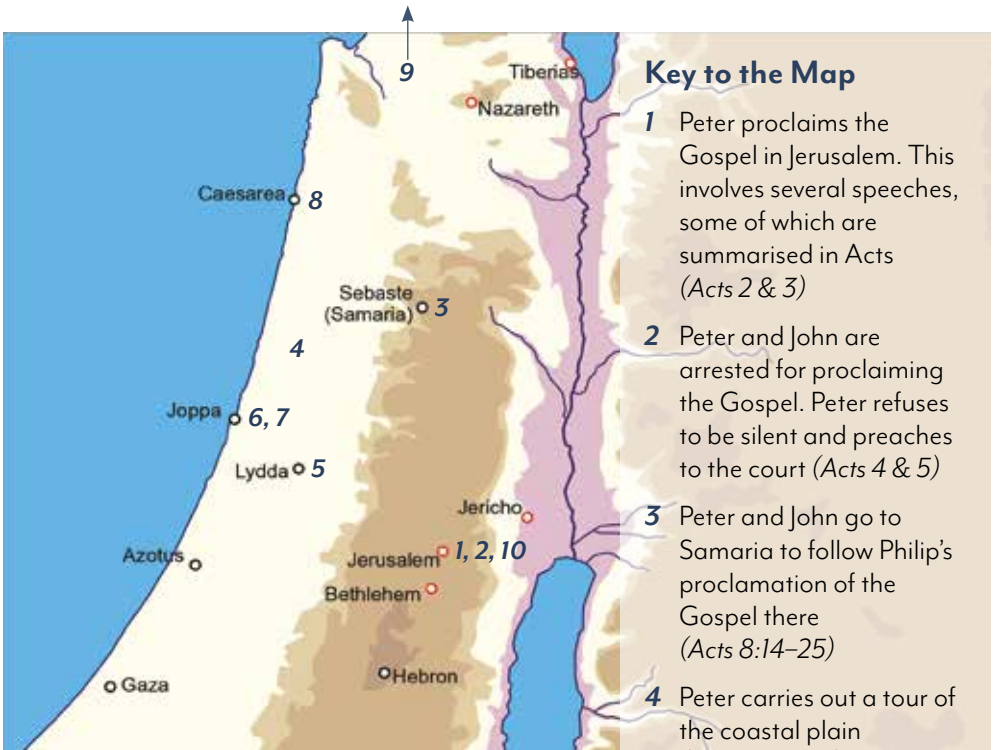 9
Tiberias
Nazareth
Caesarea
8
Sebaste
(Samaria)
3
4
Joppa
6, 7
Lydda
5
Jericho
Azotus
Jerusalem
1, 2, 10
Bethlehem
Hebron
Gaza
Key to the Map
1 Peter proclaims the
Gospel in Jerusalem. This
involves several speeches,
some of which are
summarised in Acts
(Acts 2 & 3)
2 Peter and John are
arrested for proclaiming
the Gospel. Peter refuses
to be silent and preaches
to the court (Acts 4 & 5)
3 Peter and John go to
Samaria to follow Philip’s
proclamation of the
Gospel there
(Acts 8:14–25)
4 Peter carries out a tour of
the coastal plain